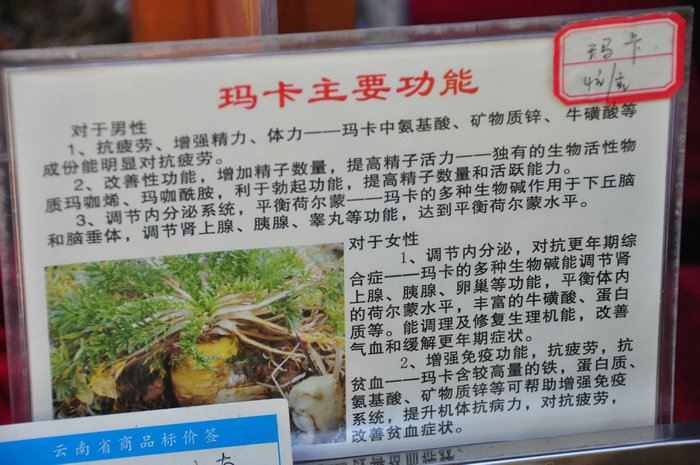 玛卡主要功能
玛卡
4元/克
对于男性
1、抗疲劳、增强精力、体力——玛卡中氨基酸、矿物质锌、牛磺酸等
成份能明显对抗疲劳。
2、改善性功能，增加精子数量，提高精子活力——独有的生物活性物
质玛咖烯、玛咖酰胺，利于勃起功能，提高精子数量和活跃能力。
3、调节内分泌系统，平衡荷尔蒙——玛卡的多种生物碱作用于下丘脑
和脑垂体，调节肾上腺、胰腺、睾丸等功能，达到平衡荷尔蒙水平。
对于女性
1、调节内分泌，对抗更年期综
合症——玛卡的多种生物碱能调节肾
上腺、胰腺、卵巢等功能，平衡体内
的荷尔蒙水平，丰富的牛磺酸、蛋白
质等。能调理及修复生理机能，改善
气血和缓解更年期症状。
2、增强免疫功能，抗疲劳，抗
贫血——玛卡含较高量的铁，蛋白质、
氨基酸、矿物质锌等可帮助增强免疫
系统，提升机体抗病力，对抗疲劳，
改善贫血症状。
云南省商品标价签